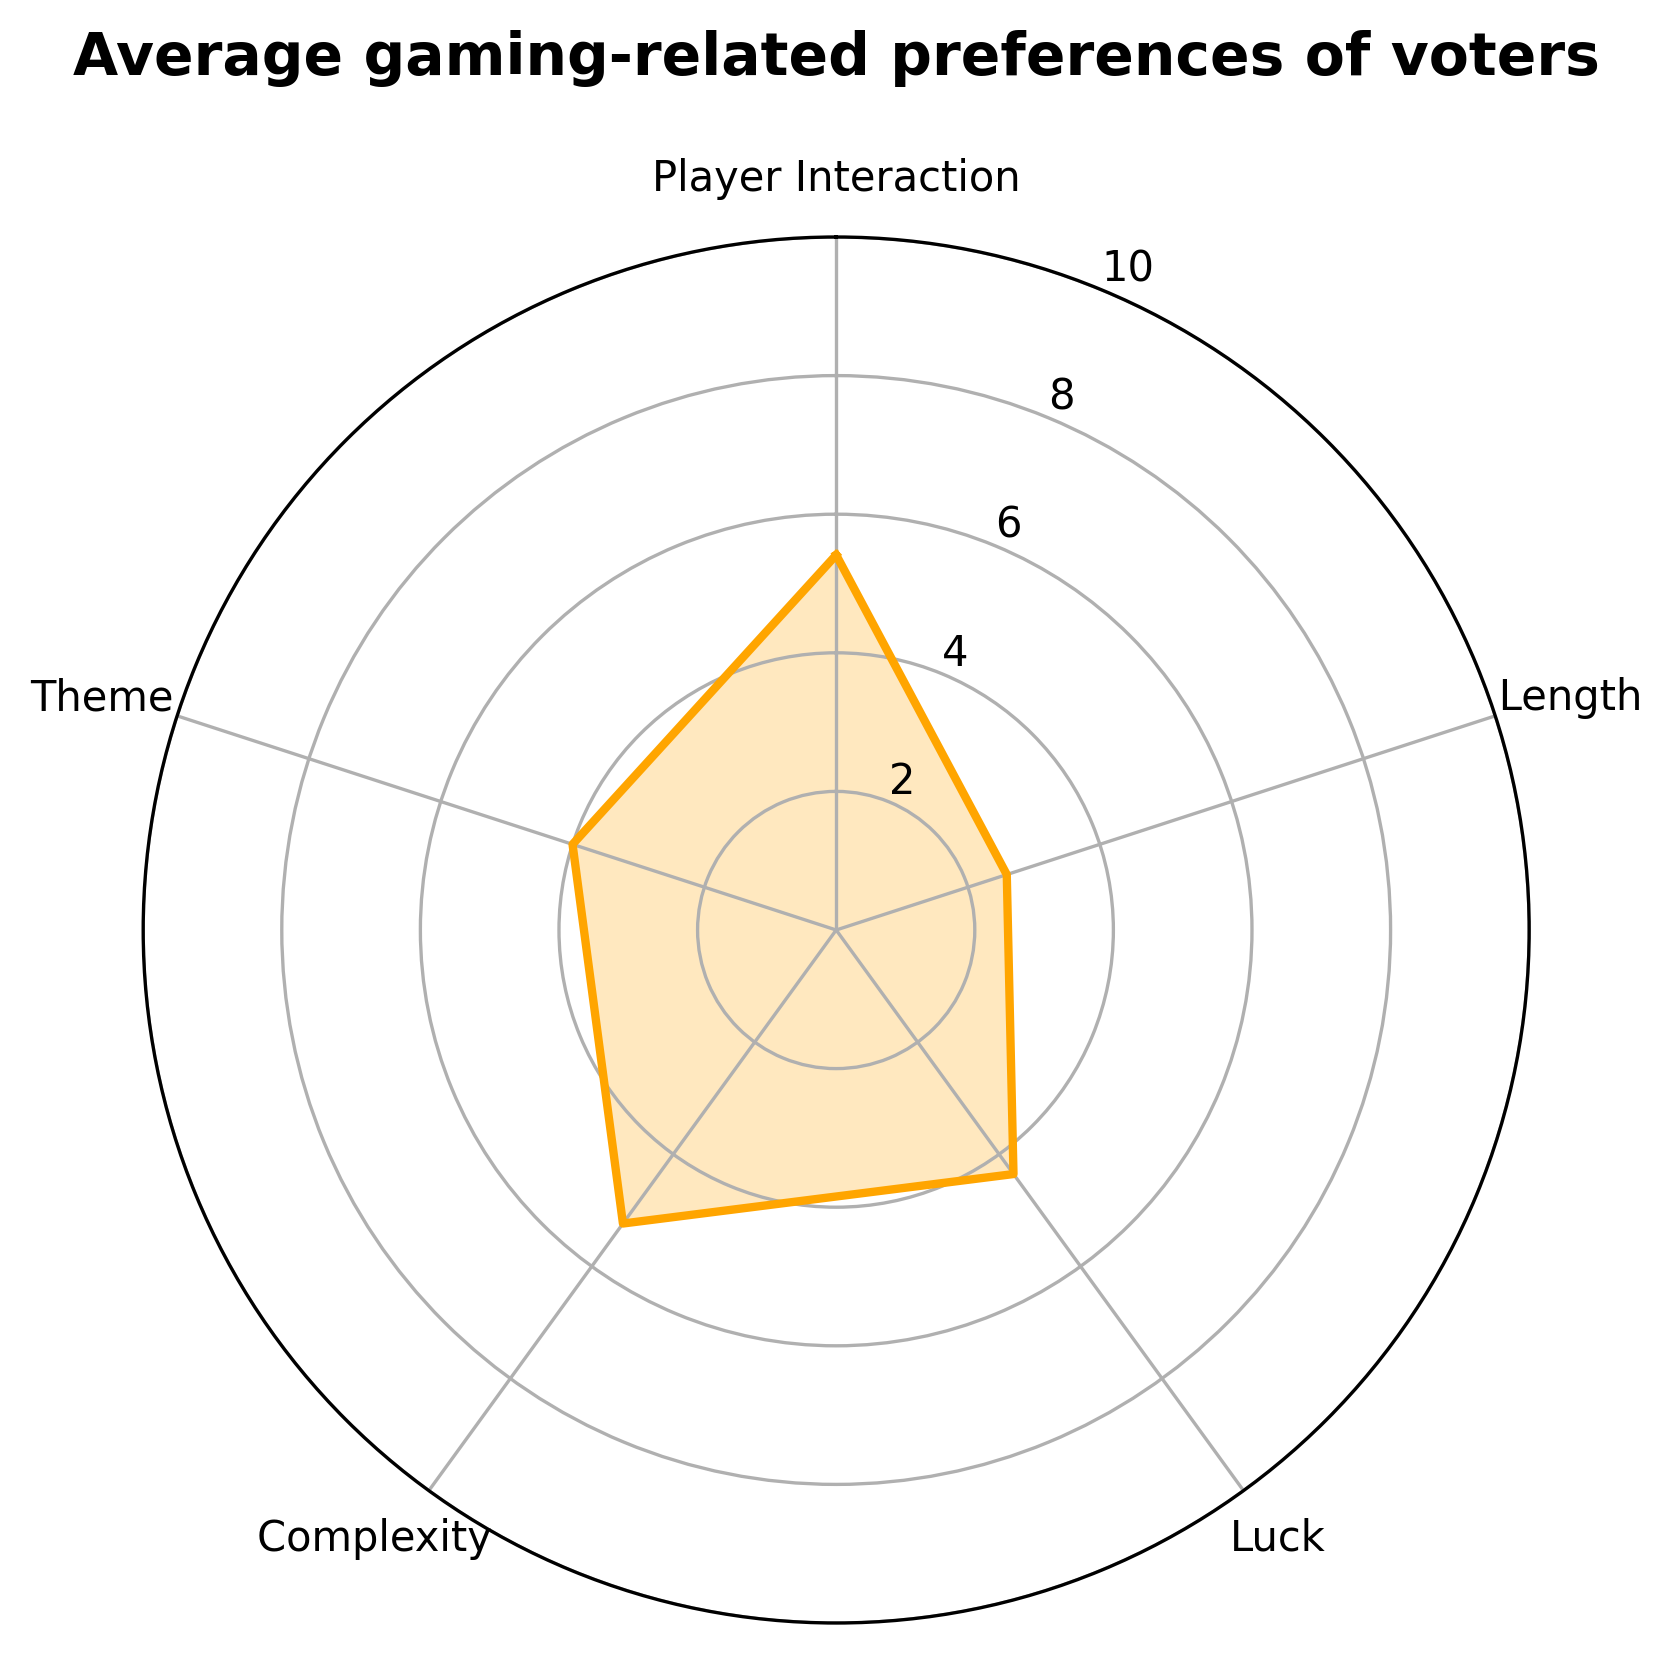 Average gaming-related preferences of voters
Player Interaction
10
8
6
4
2
Theme
Length
Complexity
Luck